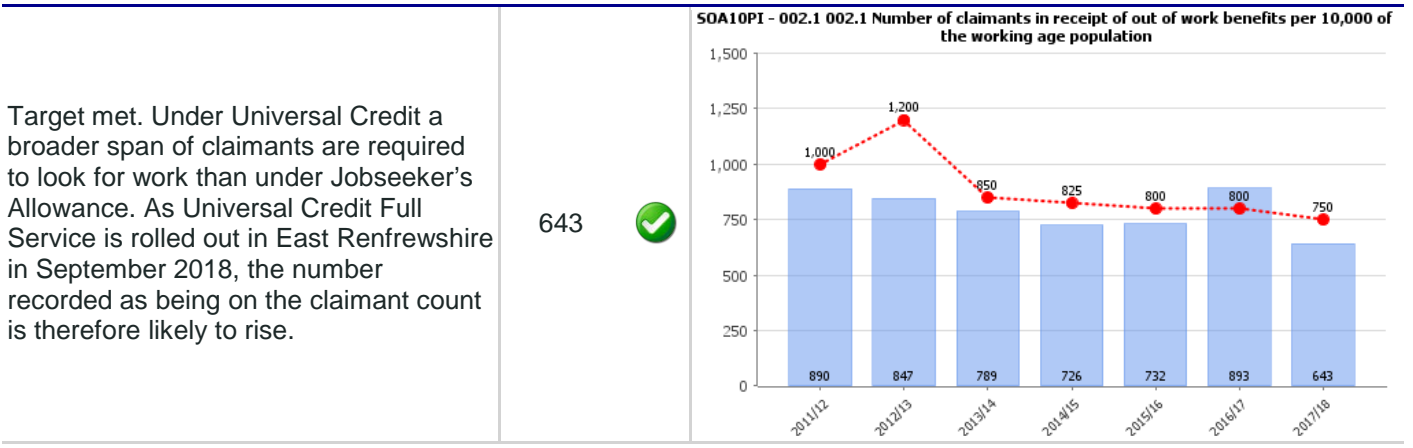 Target met. Under Universal Credit a
broader span of claimants are required
to look for work than under Jobseeker's
Allowance. As Universal Credit Full
Service is rolled out in East Renfrewshire
in September 2018, the number
recorded as being on the claimant count
is therefore likely to rise.
643
SOA10PI - 002.1 002.1 Number of claimants in receipt of out of work benefits per 10,000 of
the working age population
1,500
1,250
1,000
750
500
250
0
1,000
1,200
850
825
800
800
750
890
847
789
726
732
893
643
2011/12
2012/13
2013/14
2014/15
2015/16
2016/17
2017/18